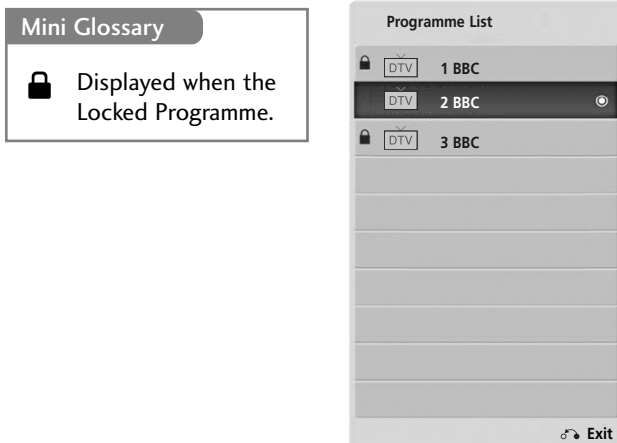 Mini Glossary
Displayed when the
Locked Programme.
Programme List
DTV 1 BBC
DTV 2 BBC
DTV 3 BBC
Exit